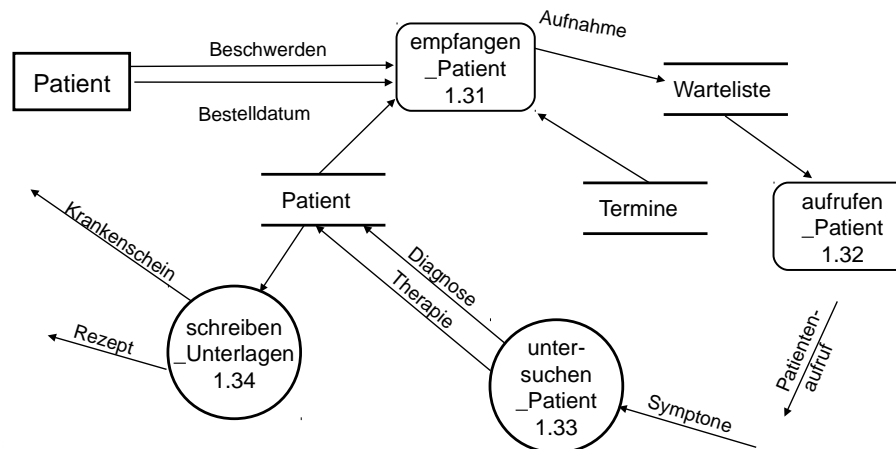 Patient
Beschwerden
Bestelldatum
empfangen
_Patient
1.31
Aufnahme
Warteliste
Termine
aufrufen
_Patient
1.32
Patient
Krankenschein
Rezept
schreiben
_Unterlagen
1.34
Diagnose
Therapie
unter-
suchen
_Patient
1.33
Symptone
Patienten-
aufruf